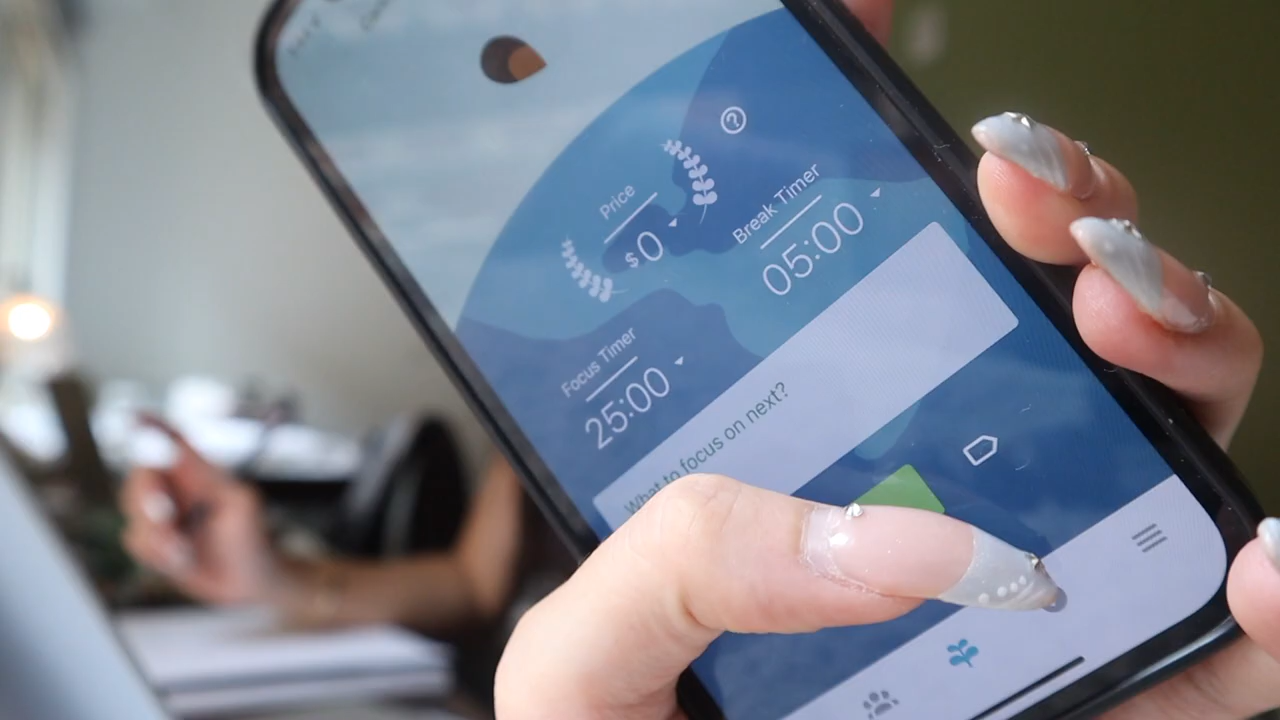 Price
$0
Break Timer
05:00
Focus Timer
25:00
What to focus on next?